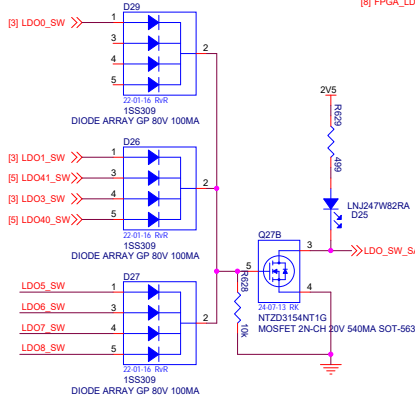 [8] FPGA_LD
D29
[3] LDO0_SW
1
3
4
5
2
22-01-16 RvR
1SS309
DIODE ARRAY GP 80V 100MA
D26
[3] LDO1_SW
[5] LDO41_SW
[3] LDO3_SW
[5] LDO40_SW
1
3
4
5
2
22-01-16 RvR
1SS309
DIODE ARRAY GP 80V 100MA
D27
LDO5_SW
LDO6_SW
LDO7_SW
LDO8_SW
1
3
4
5
2
22-01-16 RvR
1SS309
DIODE ARRAY GP 80V 100MA
2V5
R629
499
LNJ247W82RA
D25
Q27B
5
3
4
LDO_SW_SA
R628
10k
24-07-13 RK
NTZD3154NT1G
MOSFET 2N-CH 20V 540MA SOT-563